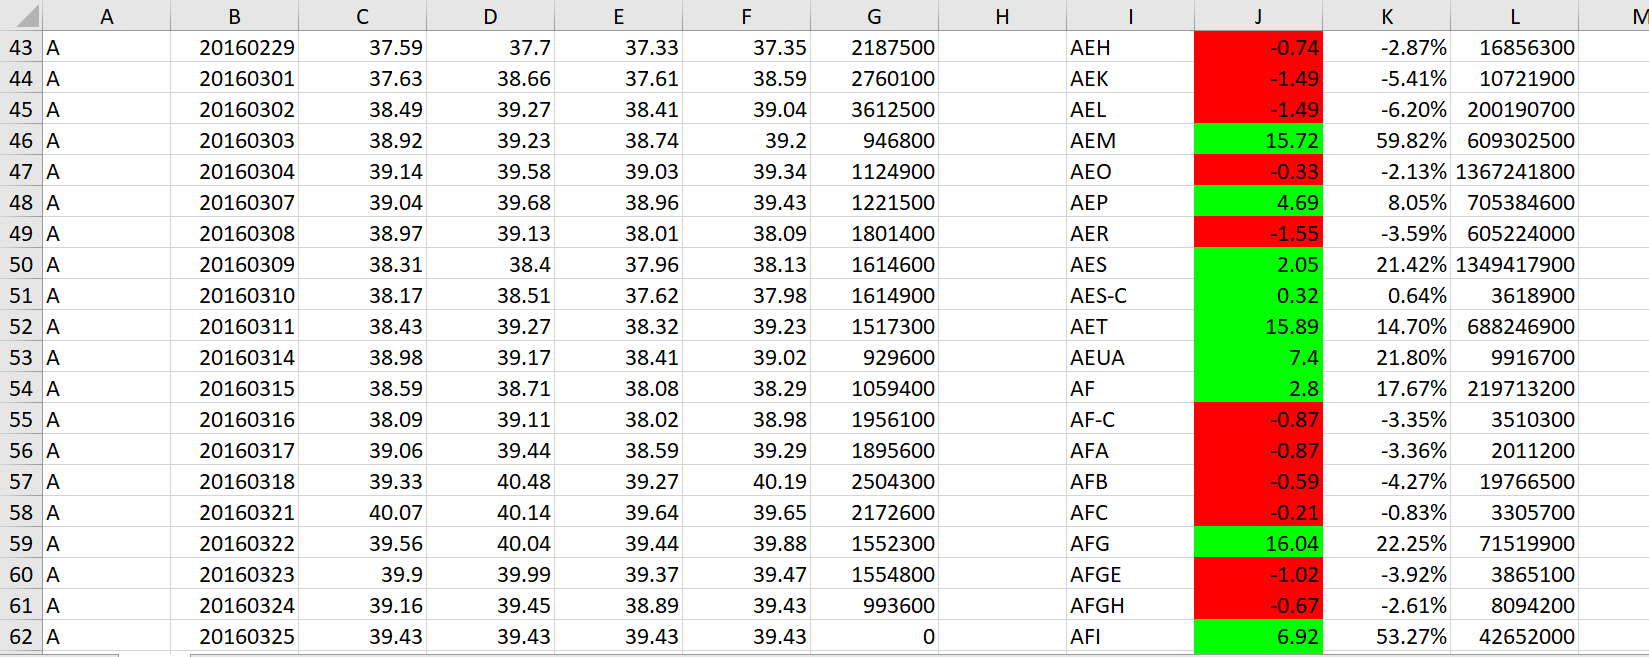 A B C D E F G H I J K L M
43 A 20160229 37.59 37.7 37.33 37.35 2187500 AEH -0.74 -2.87% 16856300
44 A 20160301 37.63 38.66 37.61 38.59 2760100 AEK -1.49 -5.41% 10721900
45 A 20160302 38.49 39.27 38.41 39.04 3612500 AEL -1.49 -6.20% 200190700
46 A 20160303 38.92 39.23 38.74 39.2 946800 AEM 15.72 59.82% 609302500
47 A 20160304 39.14 39.58 39.03 39.34 1124900 AEO -0.33 -2.13% 1367241800
48 A 20160307 39.04 39.68 38.96 39.43 1221500 AEP 4.69 8.05% 705384600
49 A 20160308 38.97 39.13 38.01 38.09 1801400 AER -1.55 -3.59% 605224000
50 A 20160309 38.31 38.4 37.96 38.13 1614600 AES 2.05 21.42% 1349417900
51 A 20160310 38.17 38.51 37.62 37.98 1614900 AES-C 0.32 0.64% 3618900
52 A 20160311 38.43 39.27 38.32 39.23 1517300 AET 15.89 14.70% 688246900
53 A 20160314 38.98 39.17 38.41 39.02 929600 AEUA 7.4 21.80% 9916700
54 A 20160315 38.59 38.71 38.08 38.29 1059400 AF 2.8 17.67% 219713200
55 A 20160316 38.09 39.11 38.02 38.98 1956100 AF-C -0.87 -3.35% 3510300
56 A 20160317 39.06 39.44 38.59 39.29 1895600 AFA -0.87 -3.36% 2011200
57 A 20160318 39.33 40.48 39.27 40.19 2504300 AFB -0.59 -4.27% 19766500
58 A 20160321 40.07 40.14 39.64 39.65 2172600 AFC -0.21 -0.83% 3305700
59 A 20160322 39.56 40.04 39.44 39.88 1552300 AFG 16.04 22.25% 71519900
60 A 20160323 39.9 39.99 39.37 39.47 1554800 AFGE -1.02 -3.92% 3865100
61 A 20160324 39.16 39.45 38.89 39.43 993600 AFGH -0.67 -2.61% 8094200
62 A 20160325 39.43 39.43 39.43 39.43 0 AFI 6.92 53.27% 42652000